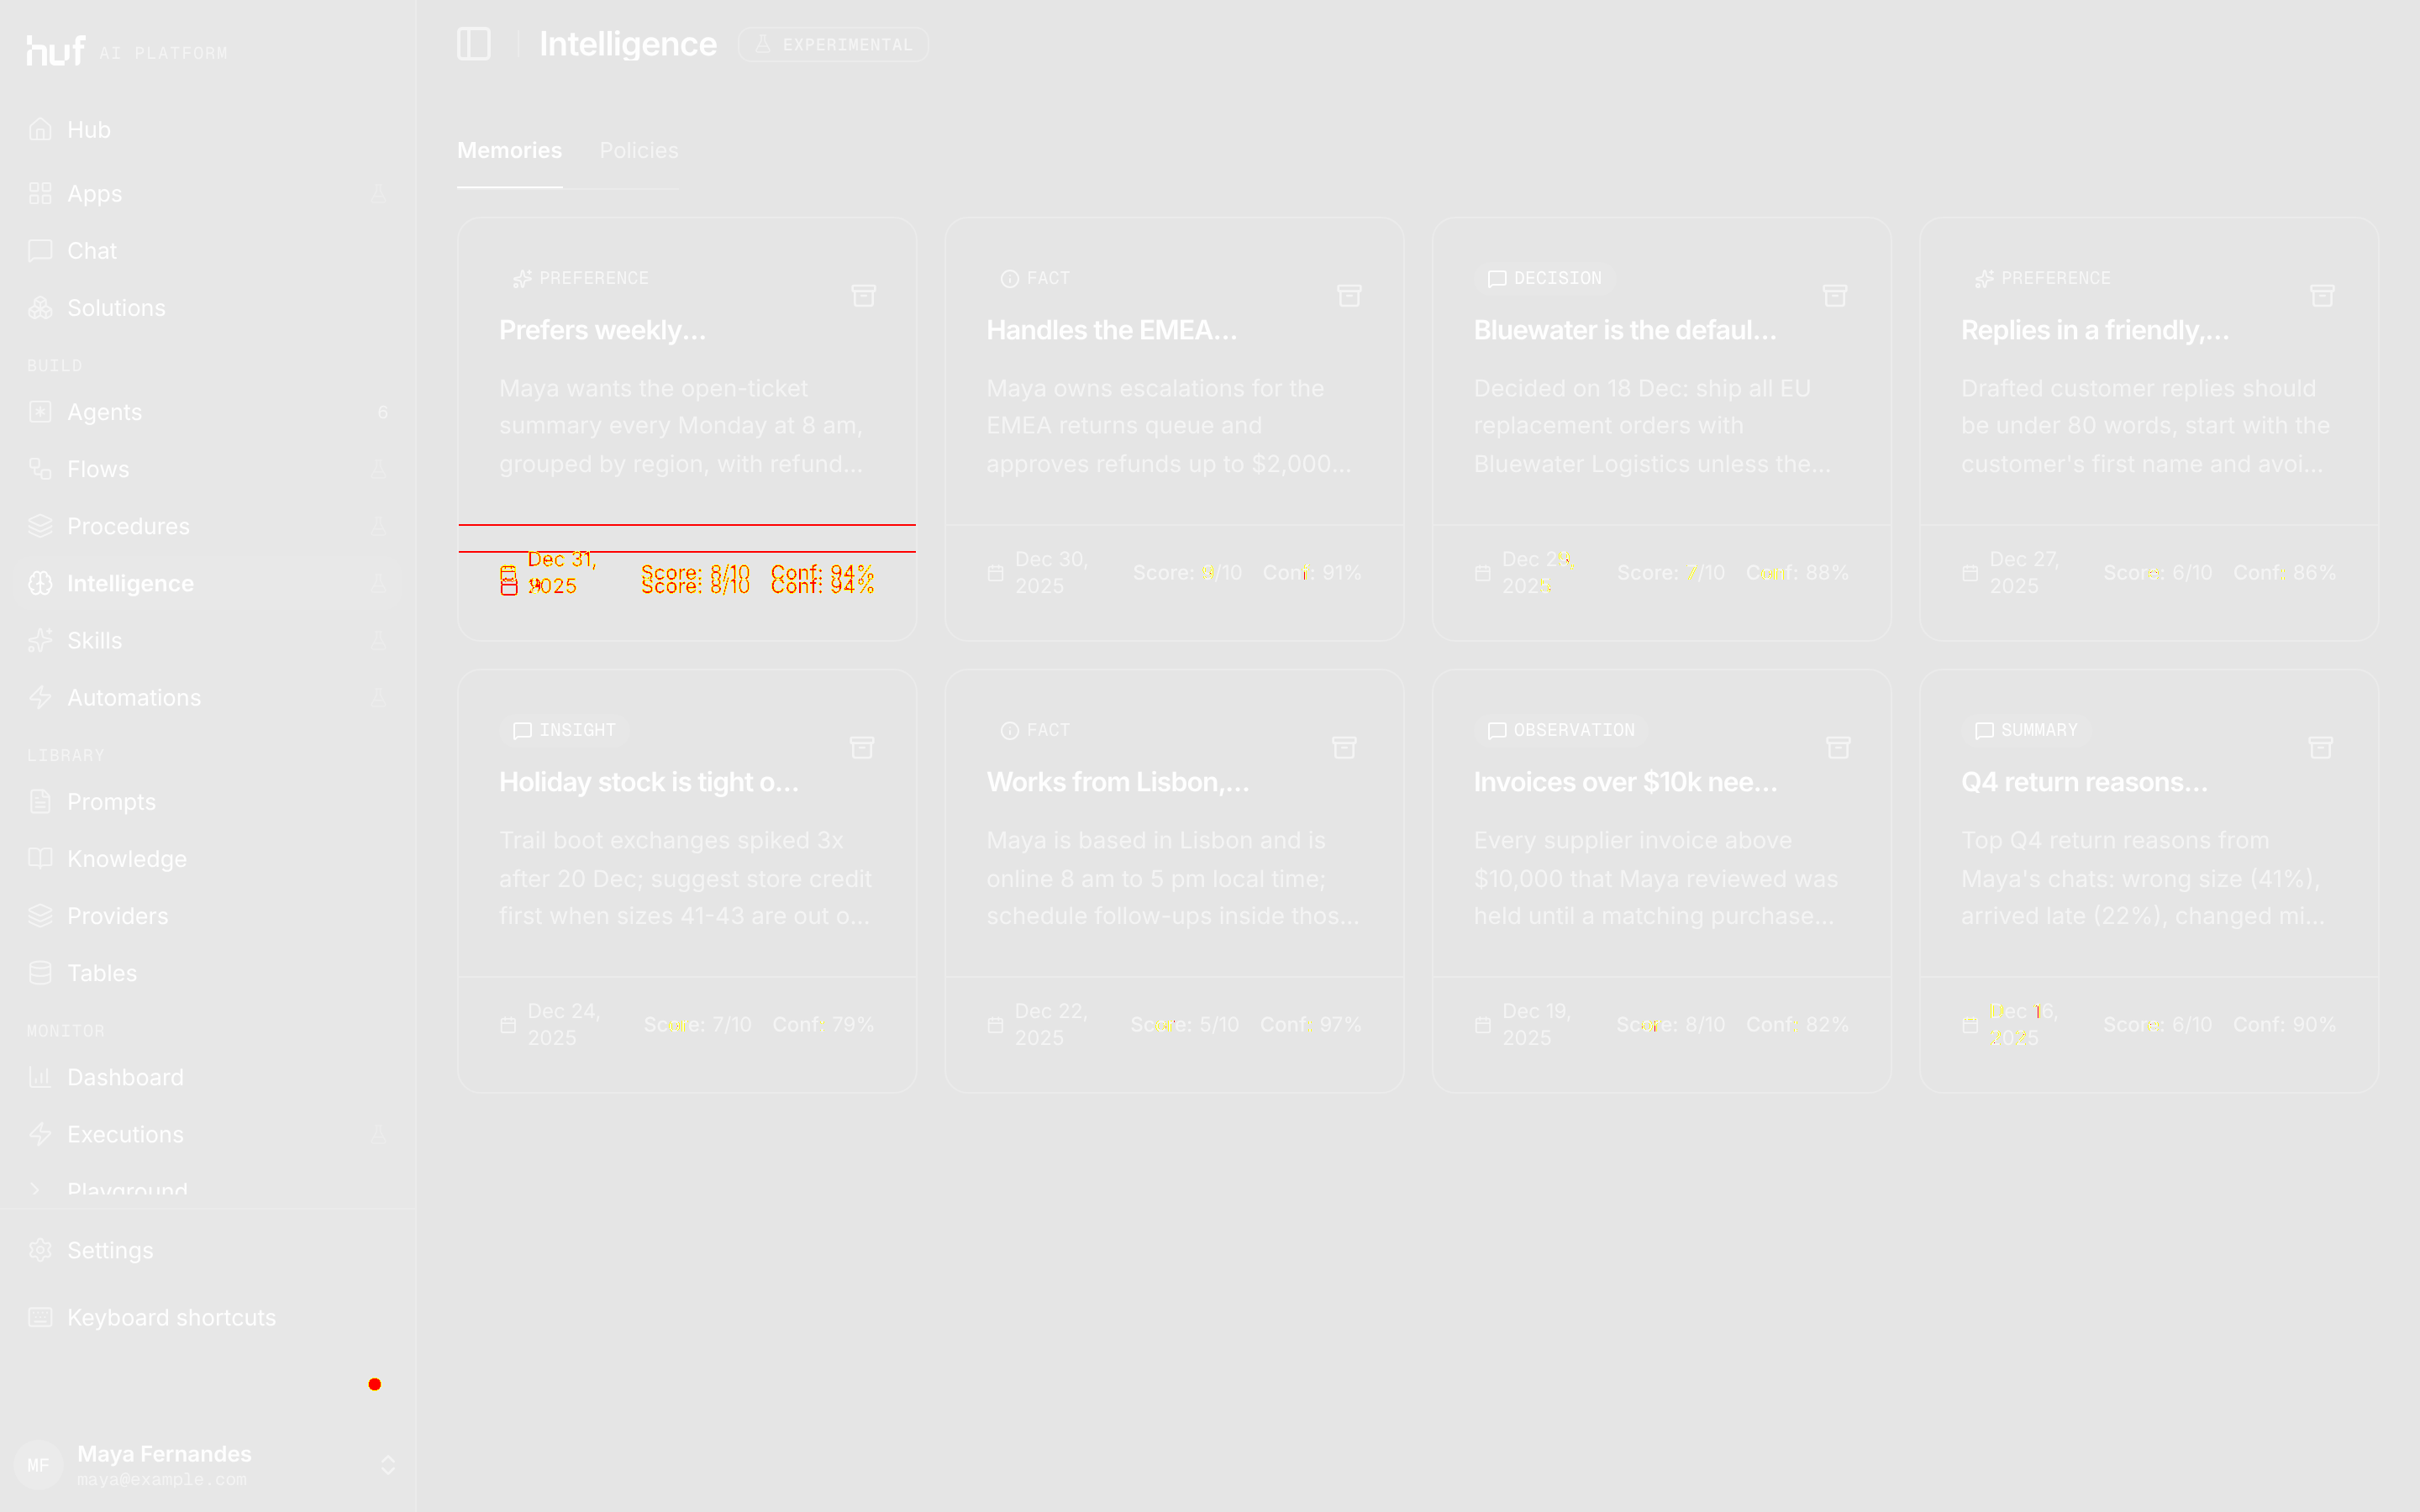 huf AI PLATFORM
Hub
Apps
Chat
Solutions
BUILD
Agents 6
Flows
Procedures
Intelligence
Skills
Automations
LIBRARY
Prompts
Knowledge
Providers
Tables
MONITOR
Dashboard
Executions
Playground
Settings
Keyboard shortcuts
MF
Maya Fernandes
maya@example.com
Intelligence
EXPERIMENTAL
Memories Policies
PREFERENCE
Prefers weekly...
Maya wants the open-ticket
summary every Monday at 8 am,
grouped by region, with refund...
Dec 31,
2025
Score: 8/10 Conf: 94%
Score: 8/10 Conf: 94%
FACT
Handles the EMEA...
Maya owns escalations for the
EMEA returns queue and
approves refunds up to $2,000...
Dec 30,
2025
Score: 9/10 Conf: 91%
DECISION
Bluewater is the defaul...
Decided on 18 Dec: ship all EU
replacement orders with
Bluewater Logistics unless the...
Dec 29,
2025
Score: 7/10 Conf: 88%
PREFERENCE
Replies in a friendly,...
Drafted customer replies should
be under 80 words, start with the
customer's first name and avoi...
Dec 27,
2025
Score: 6/10 Conf: 86%
INSIGHT
Holiday stock is tight o...
Trail boot exchanges spiked 3x
after 20 Dec; suggest store credit
first when sizes 41-43 are out o...
Dec 24,
2025
Score: 7/10 Conf: 79%
FACT
Works from Lisbon,...
Maya is based in Lisbon and is
online 8 am to 5 pm local time;
schedule follow-ups inside thos...
Dec 22,
2025
Score: 5/10 Conf: 97%
OBSERVATION
Invoices over $10k nee...
Every supplier invoice above
$10,000 that Maya reviewed was
held until a matching purchase...
Dec 19,
2025
Score: 8/10 Conf: 82%
SUMMARY
Q4 return reasons...
Top Q4 return reasons from
Maya's chats: wrong size (41%),
arrived late (22%), changed mi...
Dec 16,
2025
Score: 6/10 Conf: 90%